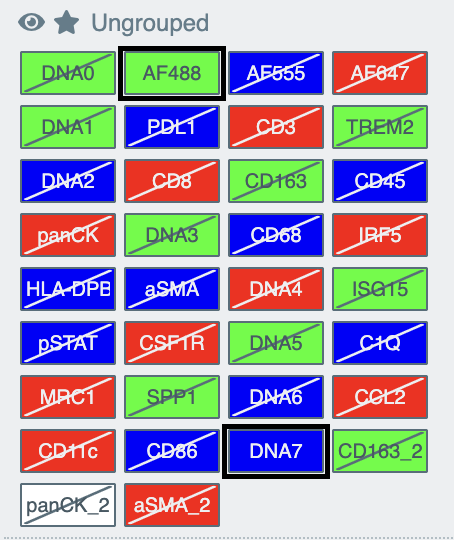 Ungrouped
DNA0 AF488 AF555 AF647
DNA1 PDL1 CD3 TREM2
DNA2 CD8 CD163 CD45
panCK DNA3 CD68 IRF5
HLA-DPB aSMA DNA4 ISG15
pSTAT CSF1R DNA5 C1Q
MRC1 SPP1 DNA6 CCL2
CD11c CD86 DNA7 CD163_2
panCK_2 aSMA_2